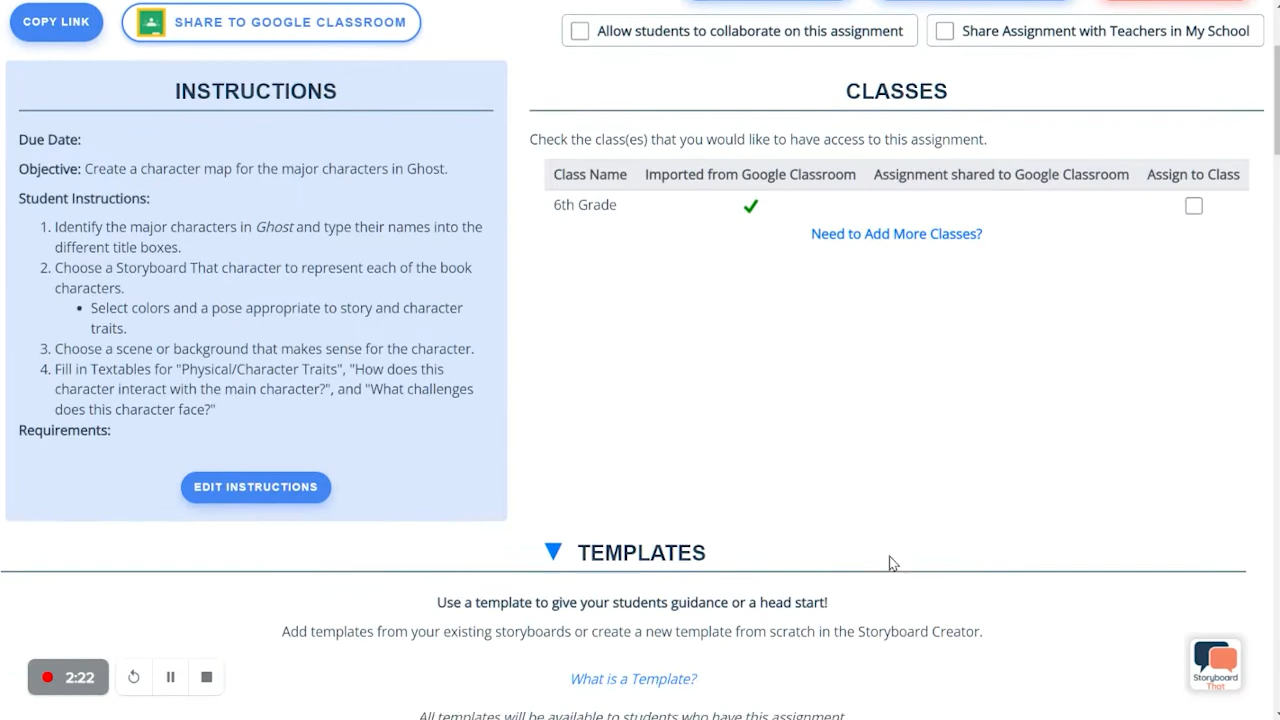 COPY LINK
SHARE TO GOOGLE CLASSROOM
Allow students to collaborate on this assignment
Share Assignment with Teachers in My School
INSTRUCTIONS
Due Date:
Objective: Create a character map for the major characters in Ghost.
Student Instructions:
1. Identify the major characters in Ghost and type their names into the
different title boxes.
2. Choose a Storyboard That character to represent each of the book
characters.
• Select colors and a pose appropriate to story and character
traits.
3. Choose a scene or background that makes sense for the character.
4. Fill in Textables for "Physical/Character Traits", "How does this
character interact with the main character?", and "What challenges
does this character face?"
Requirements:
EDIT INSTRUCTIONS
CLASSES
Check the class(es) that you would like to have access to this assignment.
Class Name Imported from Google Classroom Assignment shared to Google Classroom Assign to Class
6th Grade
Need to Add More Classes?
TEMPLATES
Use a template to give your students guidance or a head start!
Add templates from your existing storyboards or create a new template from scratch in the Storyboard Creator.
What is a Template?
All templates will be available to students who have this assignment
2:22
Storyboard
That